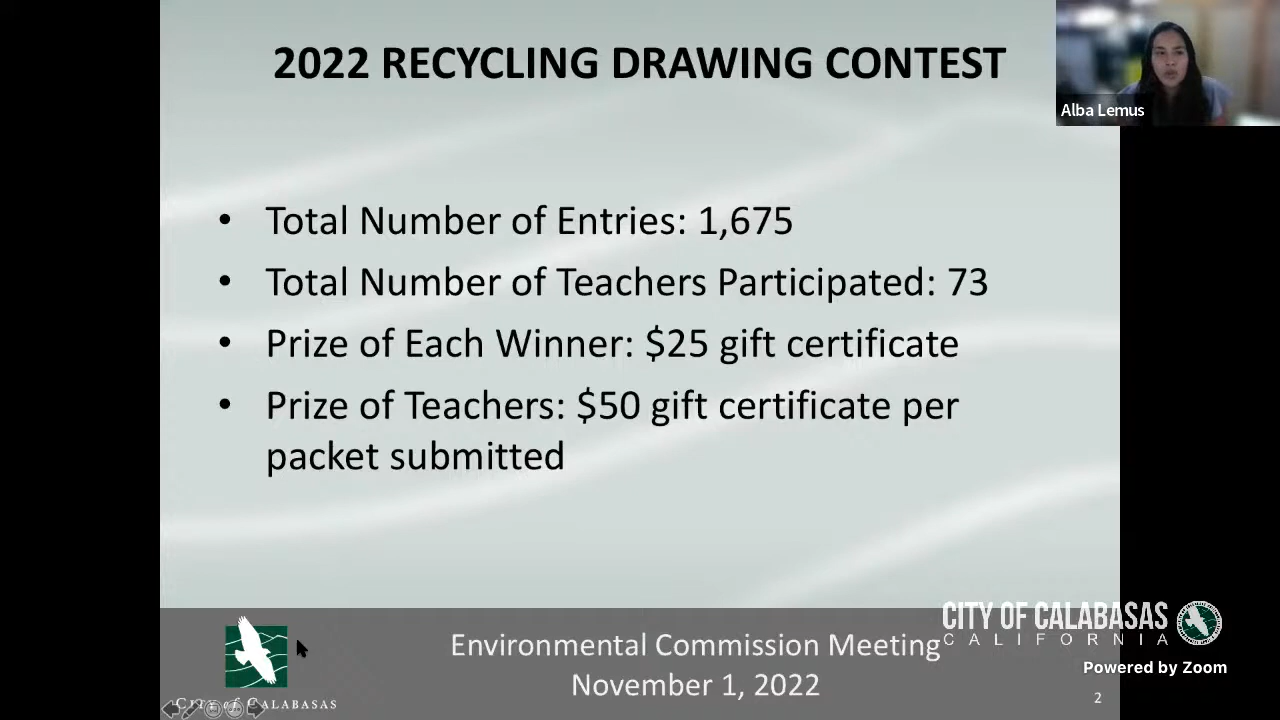 2022 RECYCLING DRAWING CONTEST
Alba Lemus
• Total Number of Entries: 1,675
• Total Number of Teachers Participated: 73
• Prize of Each Winner: $25 gift certificate
• Prize of Teachers: $50 gift certificate per
packet submitted
CITY OF CALABASAS
CALIFORNIA
Environmental Commission Meeting
November 1, 2022
Powered by Zoom
2
CITY of CALABASAS